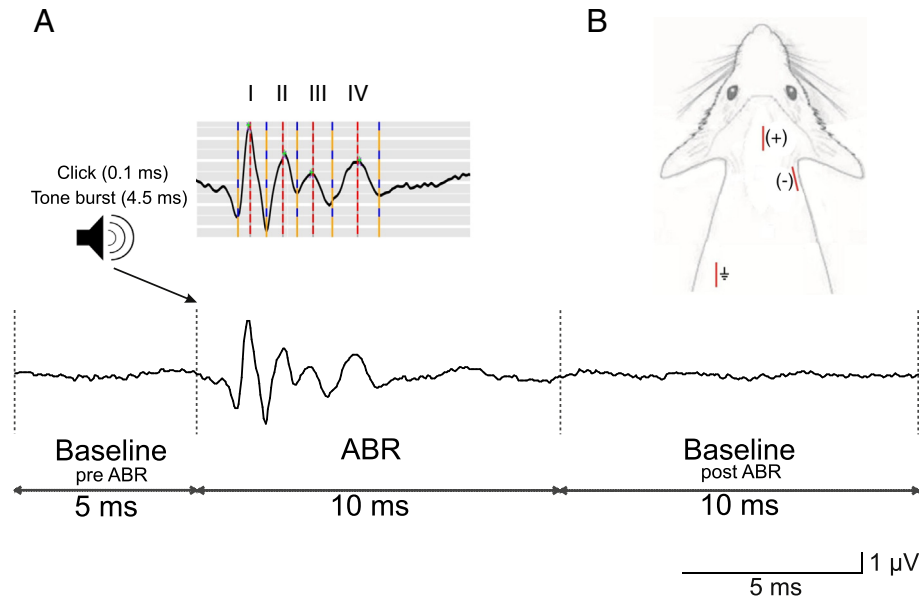 A
B
I II III IV
Click (0.1 ms)
Tone burst (4.5 ms)
(+)
(-)
Baseline
pre ABR
5 ms
ABR
10 ms
Baseline
post ABR
10 ms
1 µV
5 ms